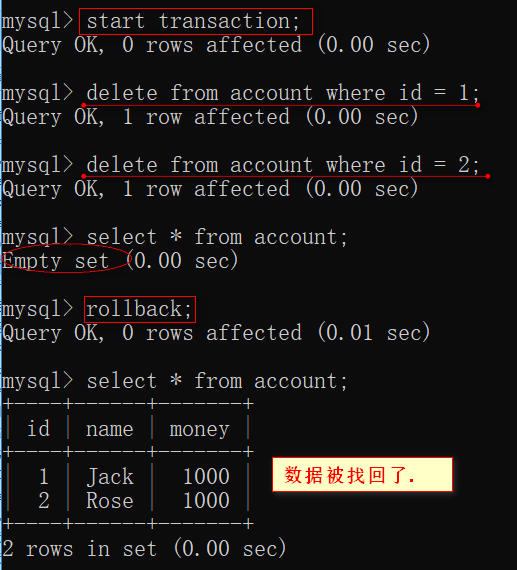 mysql> start transaction;
Query OK, 0 rows affected (0.00 sec)
mysql> delete from account where id = 1;
Query OK, 1 row affected (0.00 sec)
mysql> delete from account where id = 2;
Query OK, 1 row affected (0.00 sec)
mysql> select * from account;
Empty set (0.00 sec)
mysql> rollback;
Query OK, 0 rows affected (0.01 sec)
mysql> select * from account;
+----+------+-------+
| id | name | money |
+----+------+-------+
| 1 | Jack | 1000 |
| 2 | Rose | 1000 |
+----+------+-------+
数据被找回了.
2 rows in set (0.00 sec)